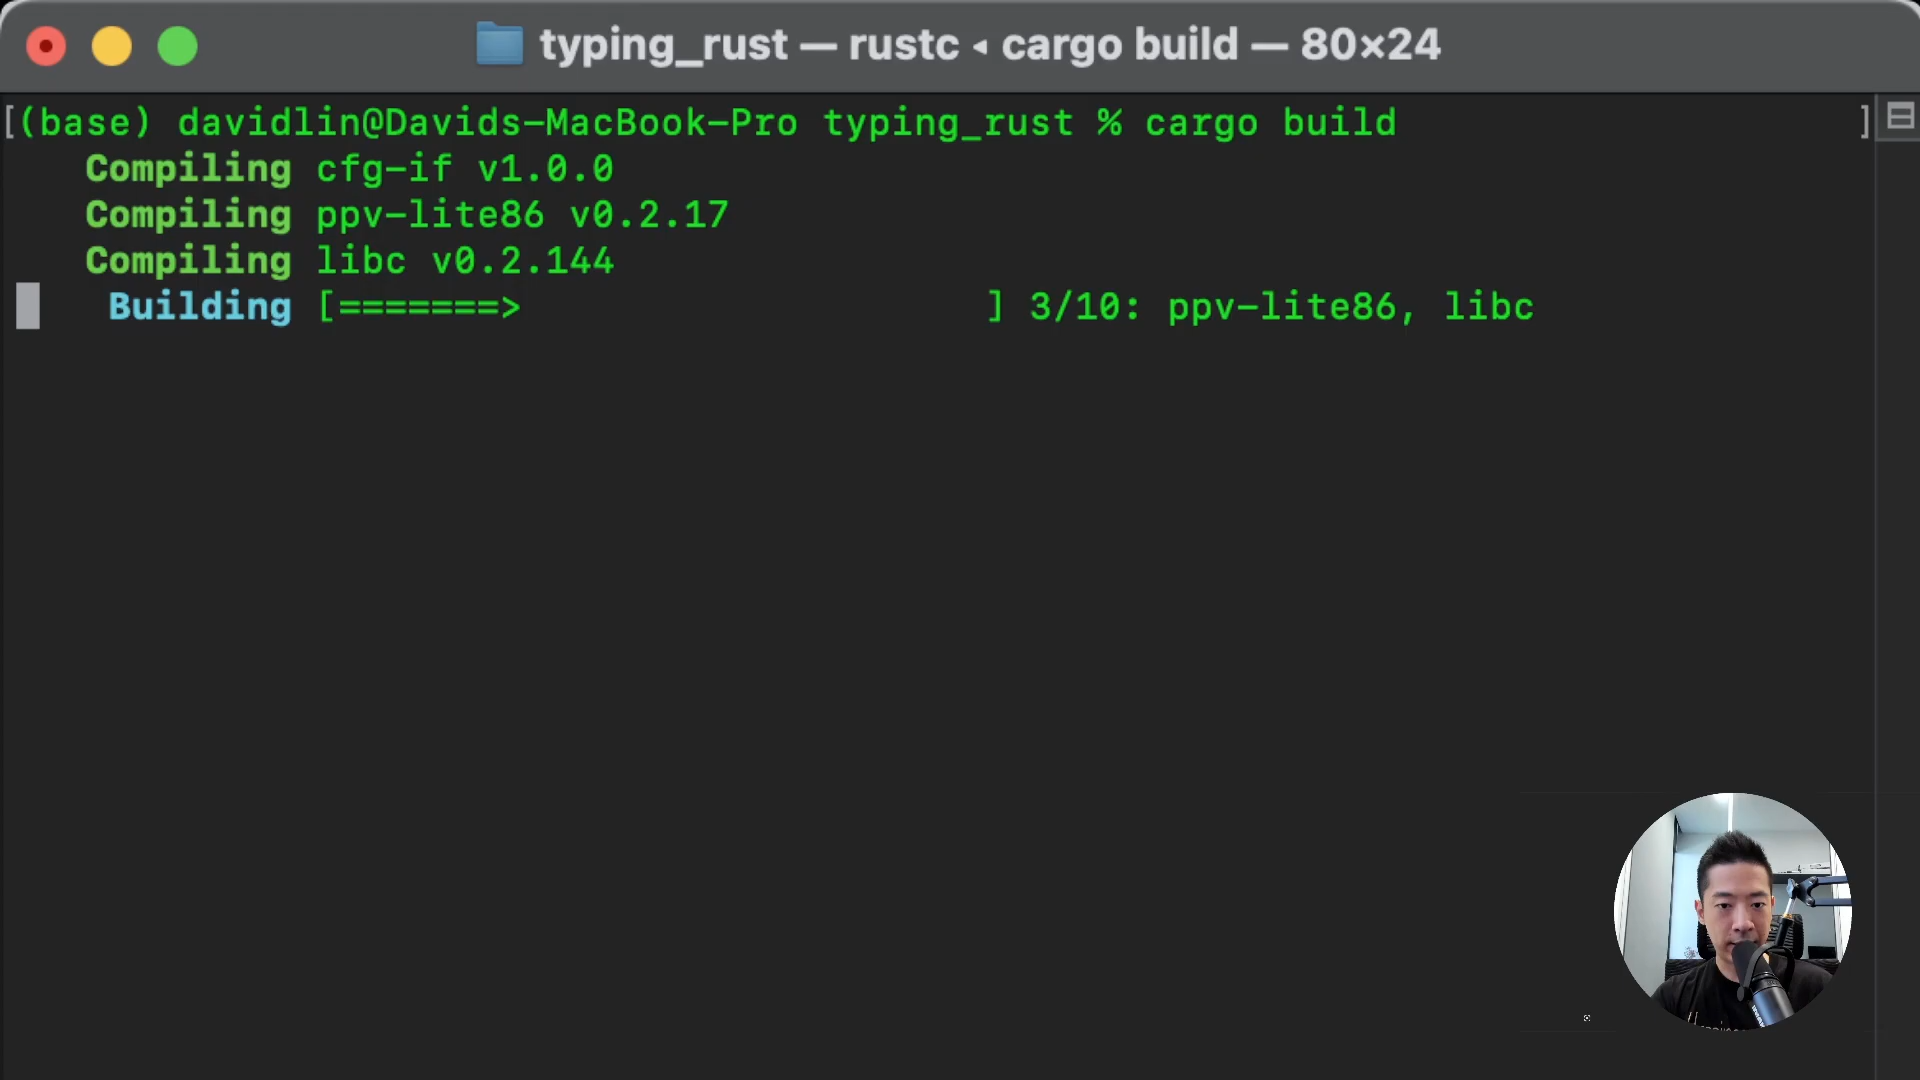 typing_rust — rustc ◂ cargo build — 80×24
[(base) davidlin@Davids-MacBook-Pro typing_rust % cargo build ]
Compiling cfg-if v1.0.0
Compiling ppv-lite86 v0.2.17
Compiling libc v0.2.144
Building [=======> ] 3/10: ppv-lite86, libc